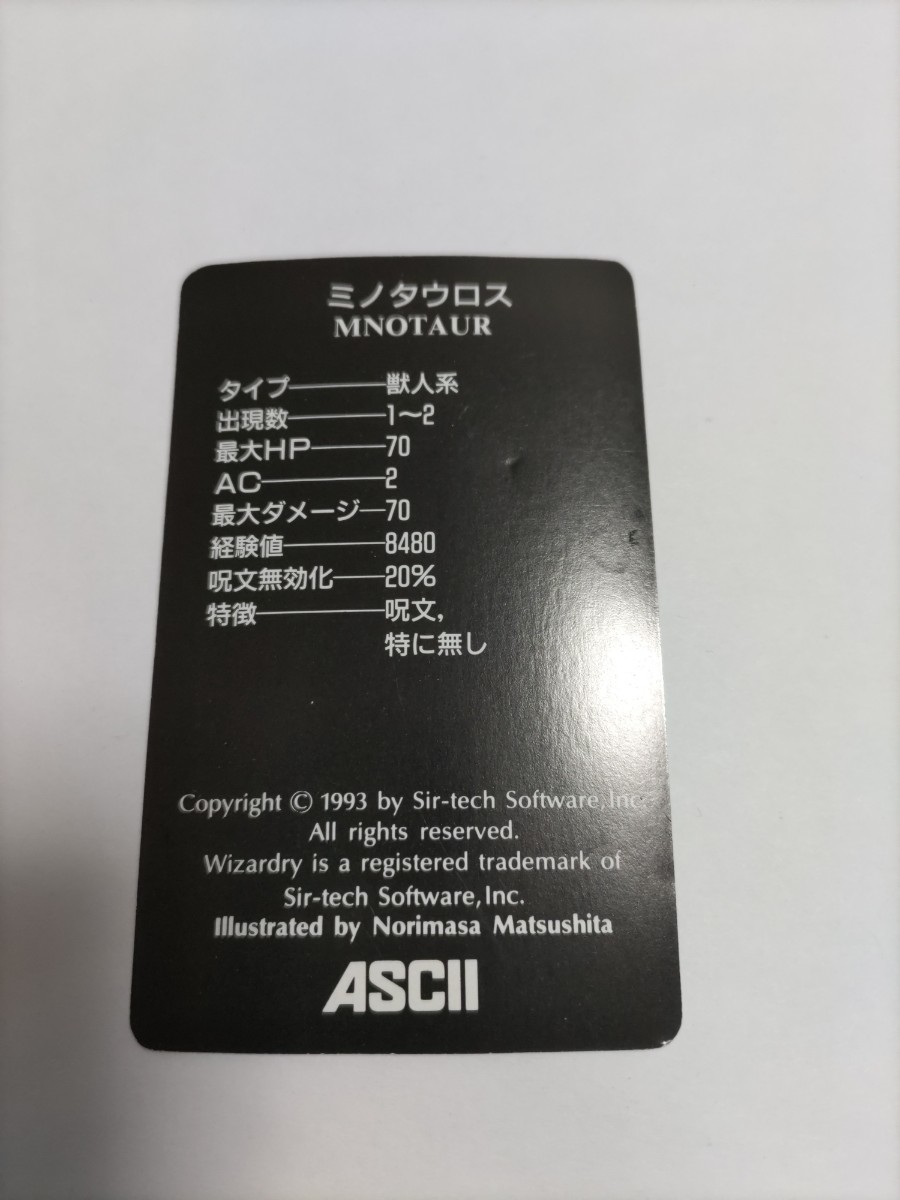 ミノタウロス
MNOTAUR
タイプ――獣人系
出現数――1〜2
最大HP――70
AC――2
最大ダメージ―70
経験値――8480
呪文無効化―20%
特徴――呪文,
特に無し
Copyright © 1993 by Sir-tech Software,Inc.
All rights reserved.
Wizardry is a registered trademark of
Sir-tech Software,Inc.
Illustrated by Norimasa Matsushita
ASCII